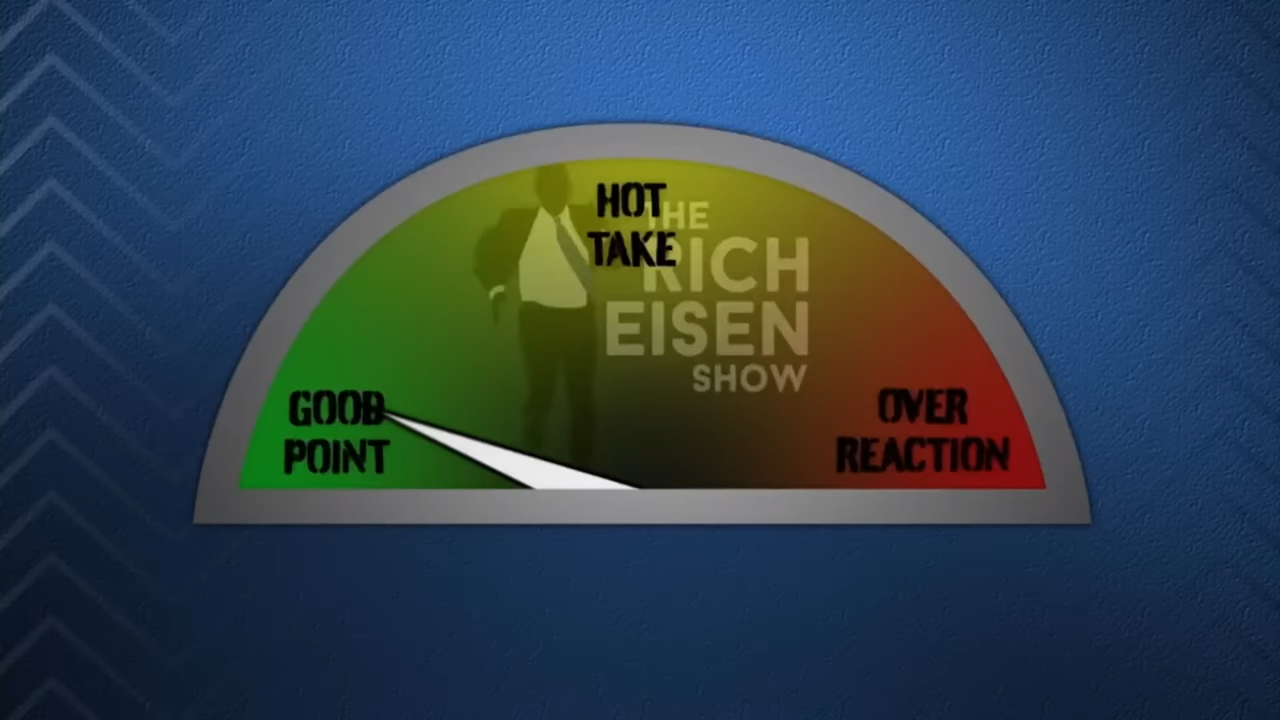 HOT
TAKE
THE
RICH
EISEN
SHOW
GOOD
POINT
OVER
REACTION